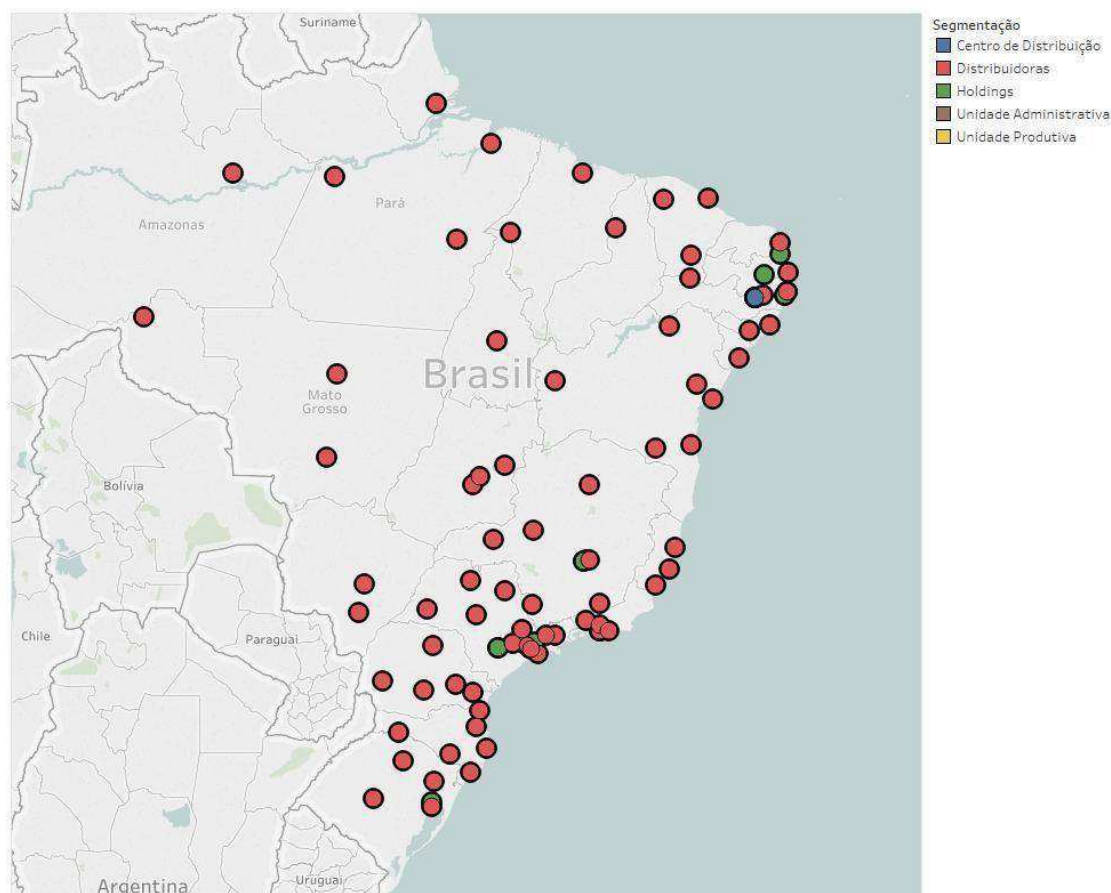 Suriname
Segmentação
Centro de Distribuição
Distribuidoras
Holdings
Unidade Administrativa
Unidade Produtiva
Pará
Amazonas
Brasil
Mato
Grosso
Bolívia
Chile
Paraguai
Uruguai
Argentina